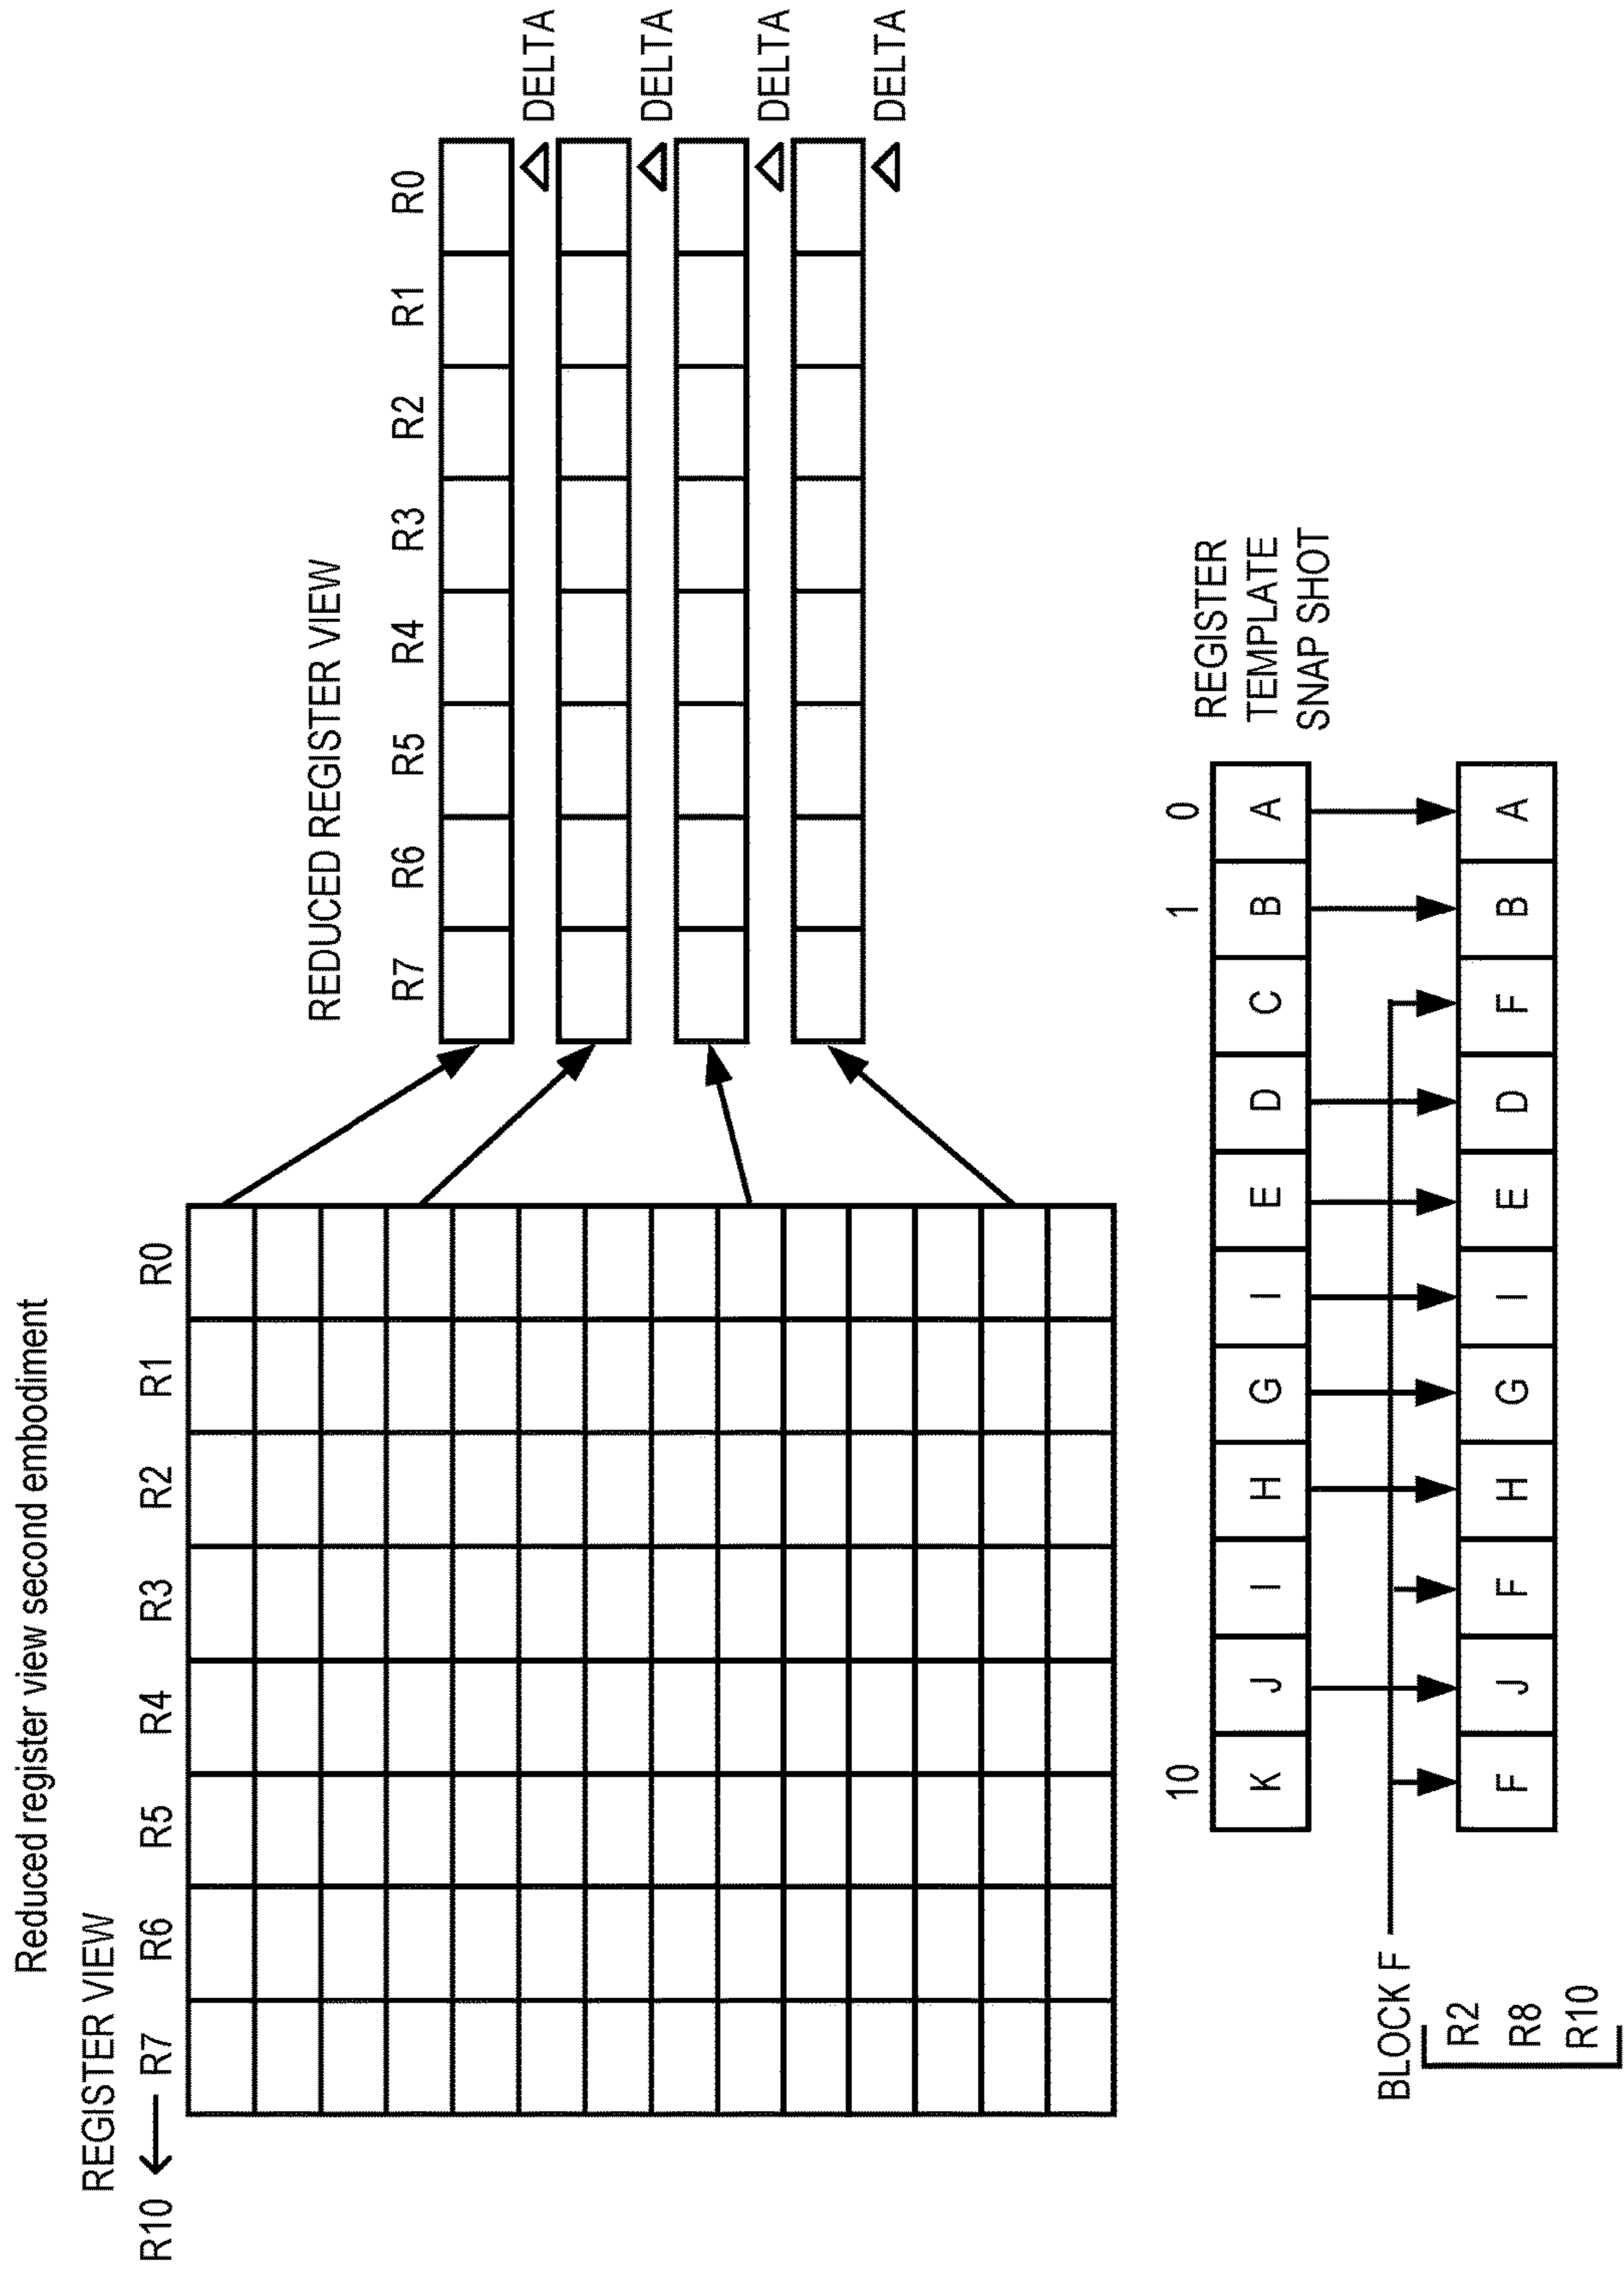 Reduced register view second embodiment
REGISTER VIEW
R10 ← R7 R6 R5 R4 R3 R2 R1 R0
REDUCED REGISTER VIEW
R7 R6 R5 R4 R3 R2 R1 R0
DELTA
DELTA
DELTA
DELTA
10 1 0
K J I H G I E D C B A
REGISTER
TEMPLATE
SNAP SHOT
BLOCK F
R2
R8
R10
F J F H G I E D F B A